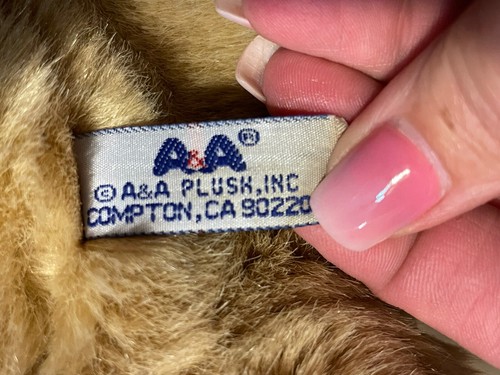 A&A®
© A&A PLUSH, INC
COMPTON, CA 90220